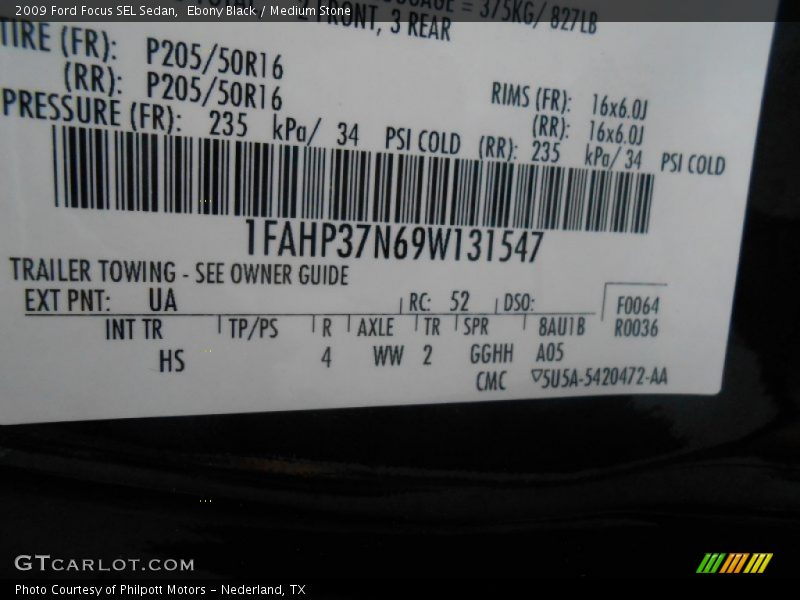 2009 Ford Focus SEL Sedan,  Ebony Black / Medium Stone
= 375KG/ 827LB
2 FRONT, 3 REAR
TIRE (FR): P205/50R16
(RR): P205/50R16
RIMS (FR): 16x6.0J
(RR): 16x6.0J
PRESSURE (FR): 235 kPa/ 34 PSI COLD (RR): 235 kPa/ 34 PSI COLD
1FAHP37N69W131547
TRAILER TOWING - SEE OWNER GUIDE
EXT PNT: UA RC: 52 DSO: F0064
INT TR TP/PS R AXLE TR SPR 8AU1B R0036
HS 4 WW 2 GGHH A05
CMC ▽5U5A-5420472-AA
GTCARLOT.COM
Photo Courtesy of Philpott Motors - Nederland, TX